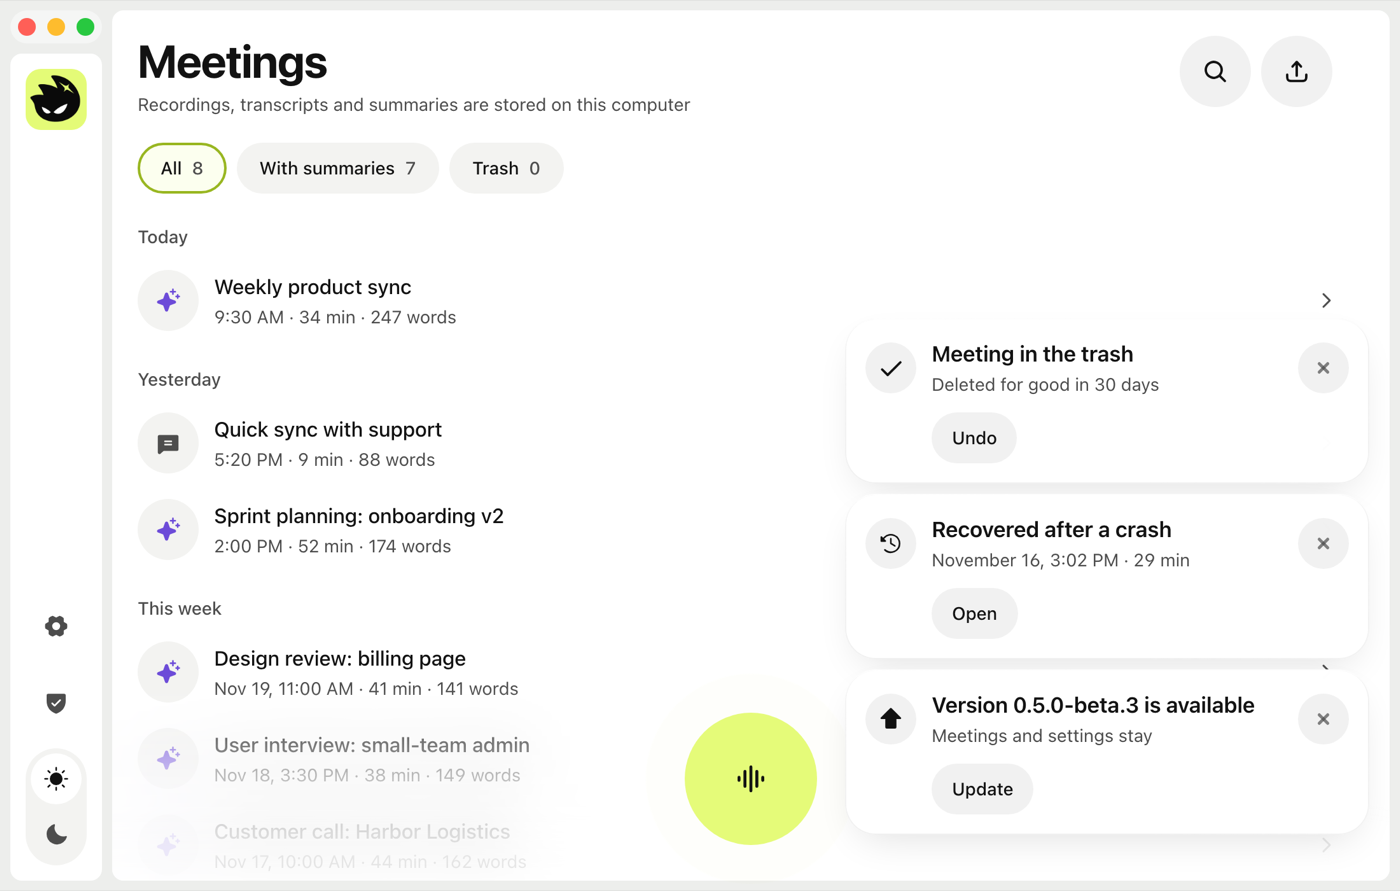 Meetings
Recordings, transcripts and summaries are stored on this computer
All 8
With summaries 7
Trash 0
Today
Weekly product sync
9:30 AM · 34 min · 247 words
Yesterday
Quick sync with support
5:20 PM · 9 min · 88 words
Sprint planning: onboarding v2
2:00 PM · 52 min · 174 words
This week
Design review: billing page
Nov 19, 11:00 AM · 41 min · 141 words
User interview: small-team admin
Nov 18, 3:30 PM · 38 min · 149 words
Customer call: Harbor Logistics
Nov 17, 10:00 AM · 44 min · 162 words
Meeting in the trash
Deleted for good in 30 days
Undo
Recovered after a crash
November 16, 3:02 PM · 29 min
Open
Version 0.5.0-beta.3 is available
Meetings and settings stay
Update